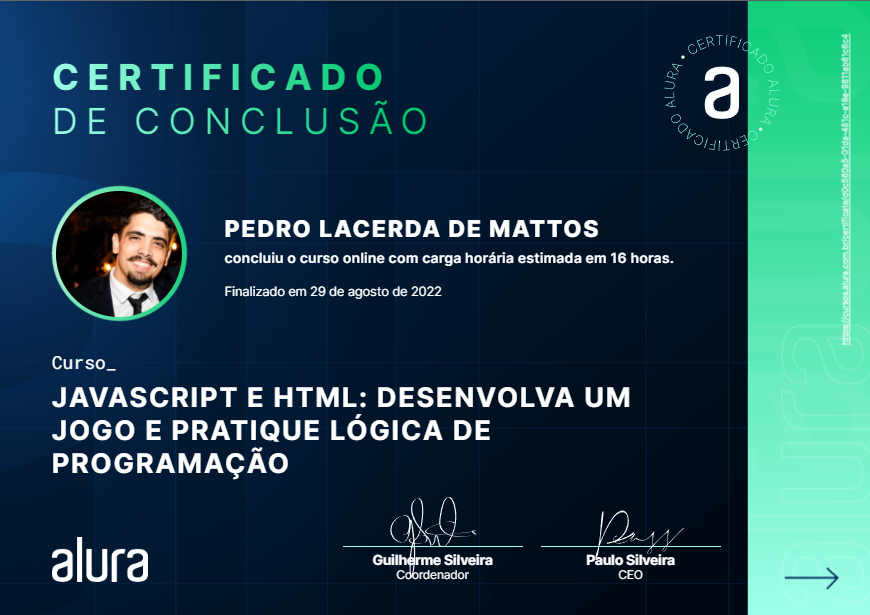 CERTIFICADO
DE CONCLUSÃO
CERTIFICADO ALURA • CERTIFICADO ALURA •
a
PEDRO LACERDA DE MATTOS
concluiu o curso online com carga horária estimada em 16 horas.
Finalizado em 29 de agosto de 2022
Curso_
JAVASCRIPT E HTML: DESENVOLVA UM
JOGO E PRATIQUE LÓGICA DE
PROGRAMAÇÃO
alura
Guilherme Silveira
Coordenador
Paulo Silveira
CEO
alura